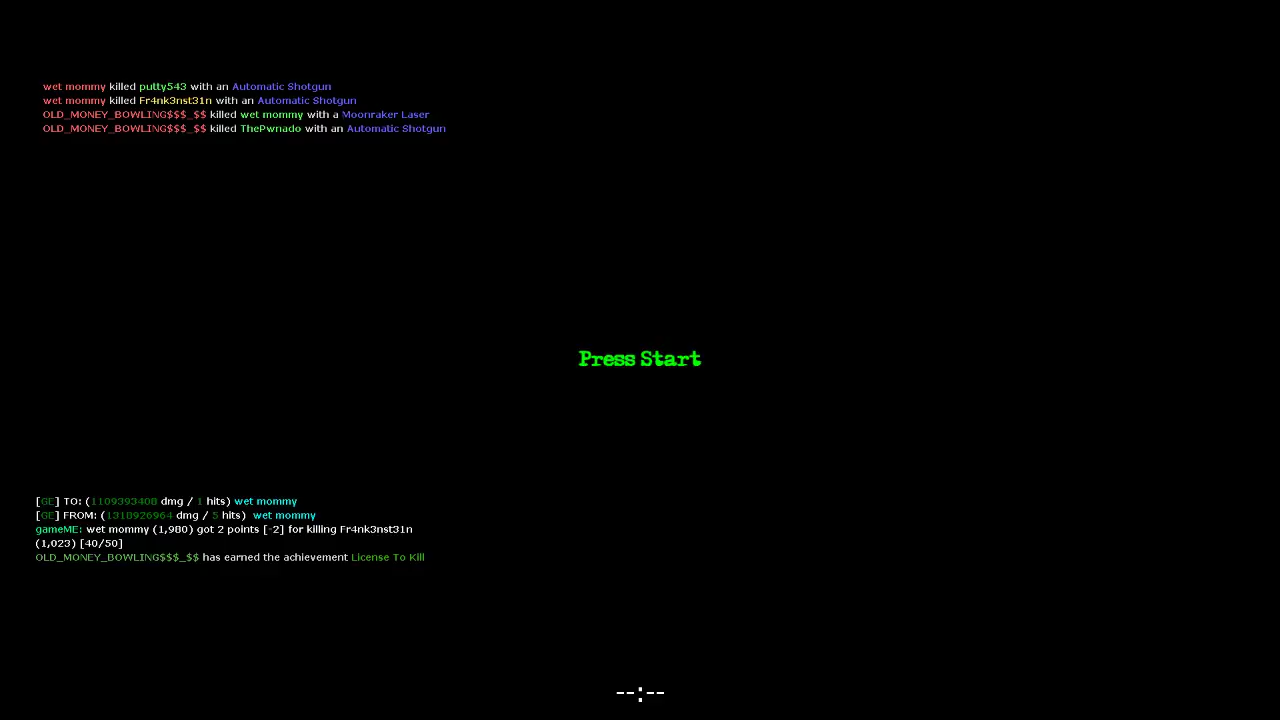 wet mommy killed putty543 with an Automatic Shotgun
wet mommy killed Fr4nk3nst31n with an Automatic Shotgun
OLD_MONEY_BOWLING$$$_$$ killed wet mommy with a Moonraker Laser
OLD_MONEY_BOWLING$$$_$$ killed ThePwnado with an Automatic Shotgun
Press Start
[GE] TO: (1109393408 dmg / 1 hits) wet mommy
[GE] FROM: (1318926964 dmg / 5 hits) wet mommy
gameME: wet mommy (1,980) got 2 points [-2] for killing Fr4nk3nst31n
(1,023) [40/50]
OLD_MONEY_BOWLING$$$_$$ has earned the achievement License To Kill
--:--